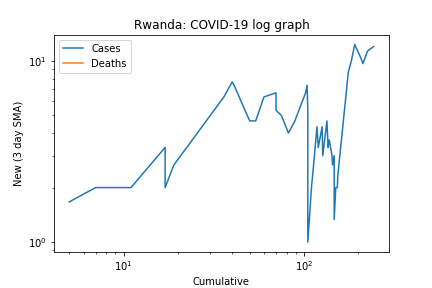 Rwanda: COVID-19 log graph
Cases
Deaths
New (3 day SMA)
10¹
10⁰
10¹
10²
Cumulative